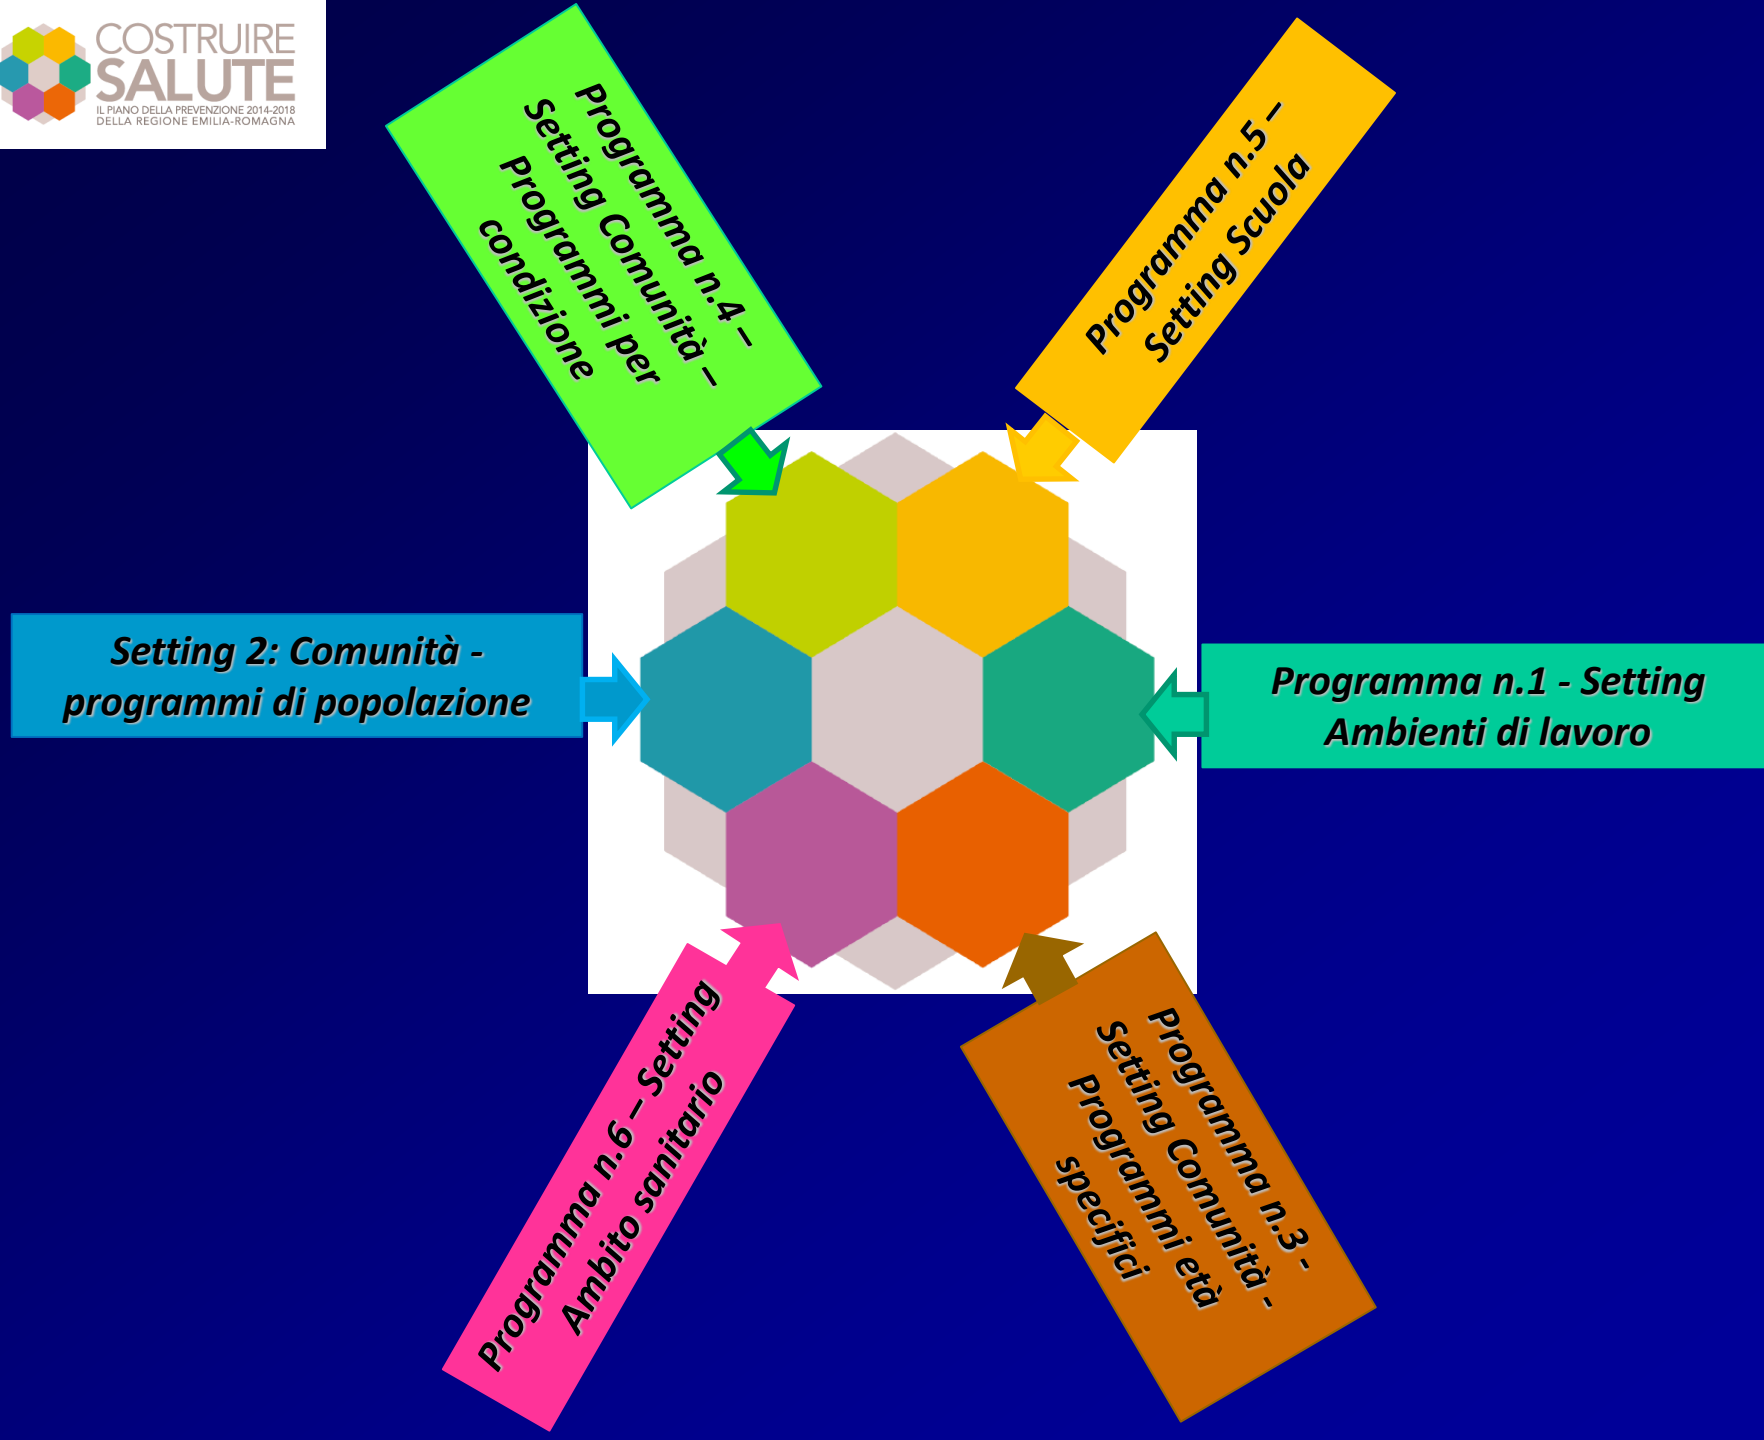 COSTRUIRE
SALUTE
IL PIANO DELLA PREVENZIONE 2014-2018
DELLA REGIONE EMILIA-ROMAGNA
Programma n.4 –
Setting Comunità –
Programmi per
condizione
Programma n.5 –
Setting Scuola
Setting 2: Comunità -
programmi di popolazione
Programma n.1 - Setting
Ambienti di lavoro
Programma n.6 – Setting
Ambito sanitario
Programma n.3 -
Setting Comunità -
Programmi età
specifici